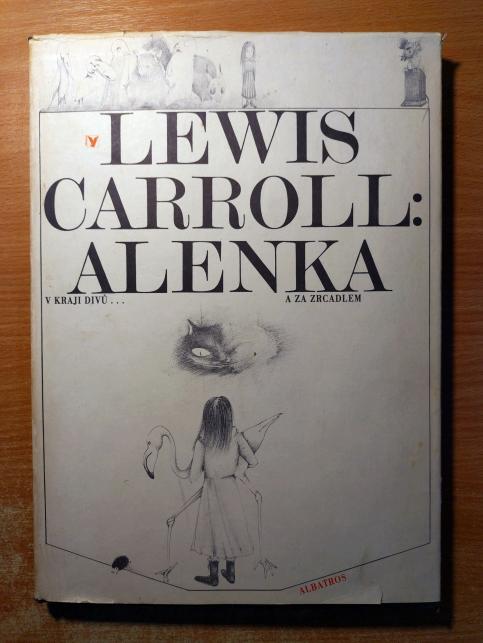 LEWIS
CARROLL:
ALENKA
V KRAJI DIVŮ... A ZA ZRCADLEM
ALBATROS